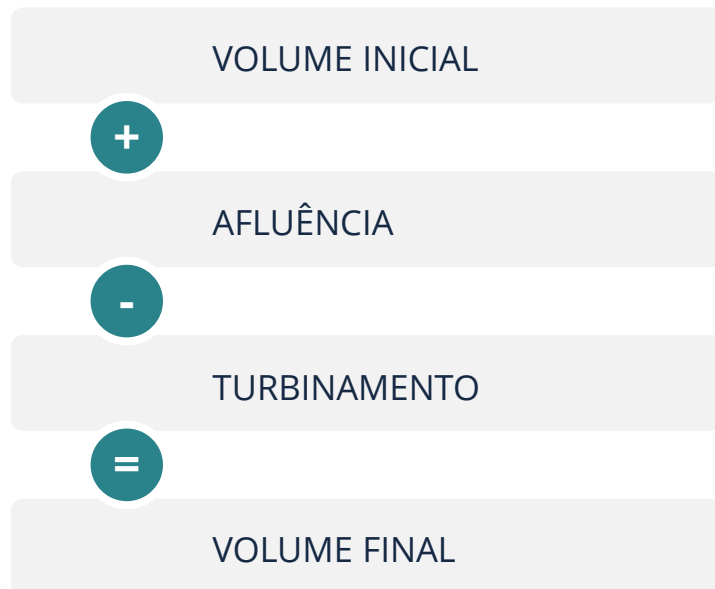 VOLUME INICIAL
+
AFLUÊNCIA
-
TURBINAMENTO
=
VOLUME FINAL